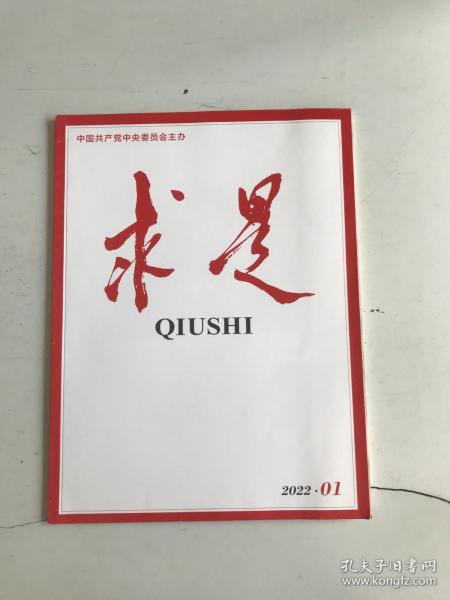 中国共产党中央委员会主办
求是
QIUSHI
2022·01
孔夫子旧书网
www.kongfz.com